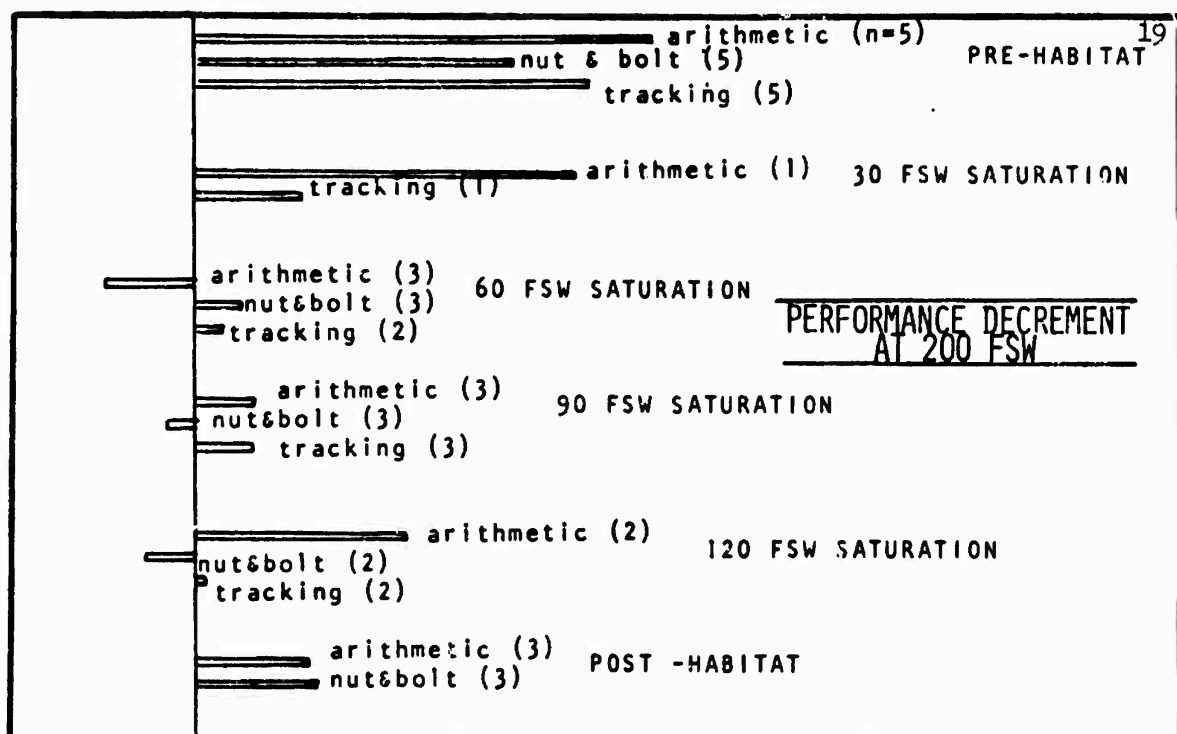 19
arithmetic (n=5)
PRE-HABITAT
nut & bolt (5)
tracking (5)
arithmetic (1)
30 FSW SATURATION
tracking (1)
arithmetic (3)
60 FSW SATURATION
nut&bolt (3)
tracking (2)
PERFORMANCE DECREMENT
AT 200 FSW
arithmetic (3)
90 FSW SATURATION
nut&bolt (3)
tracking (3)
arithmetic (2)
120 FSW SATURATION
nut&bolt (2)
tracking (2)
arithmetic (3)
POST -HABITAT
nut&bolt (3)